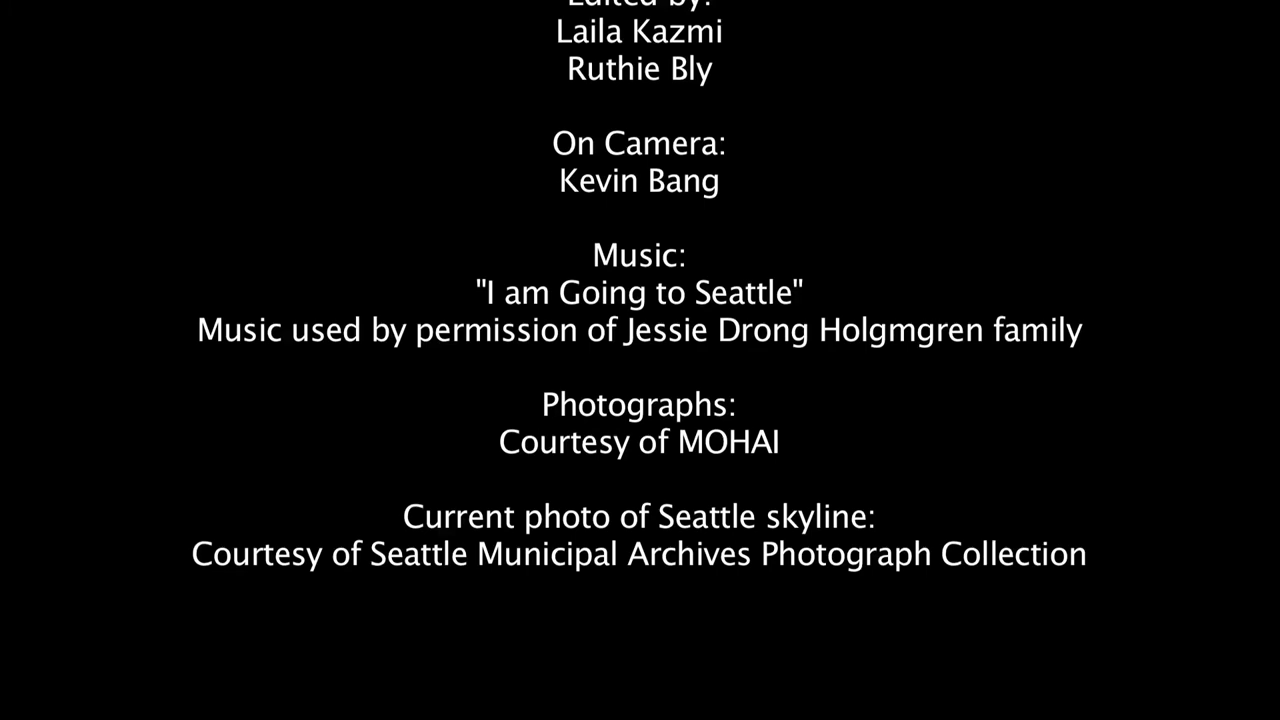 Edited by:
Laila Kazmi
Ruthie Bly
On Camera:
Kevin Bang
Music:
"I am Going to Seattle"
Music used by permission of Jessie Drong Holgmgren family
Photographs:
Courtesy of MOHAI
Current photo of Seattle skyline:
Courtesy of Seattle Municipal Archives Photograph Collection